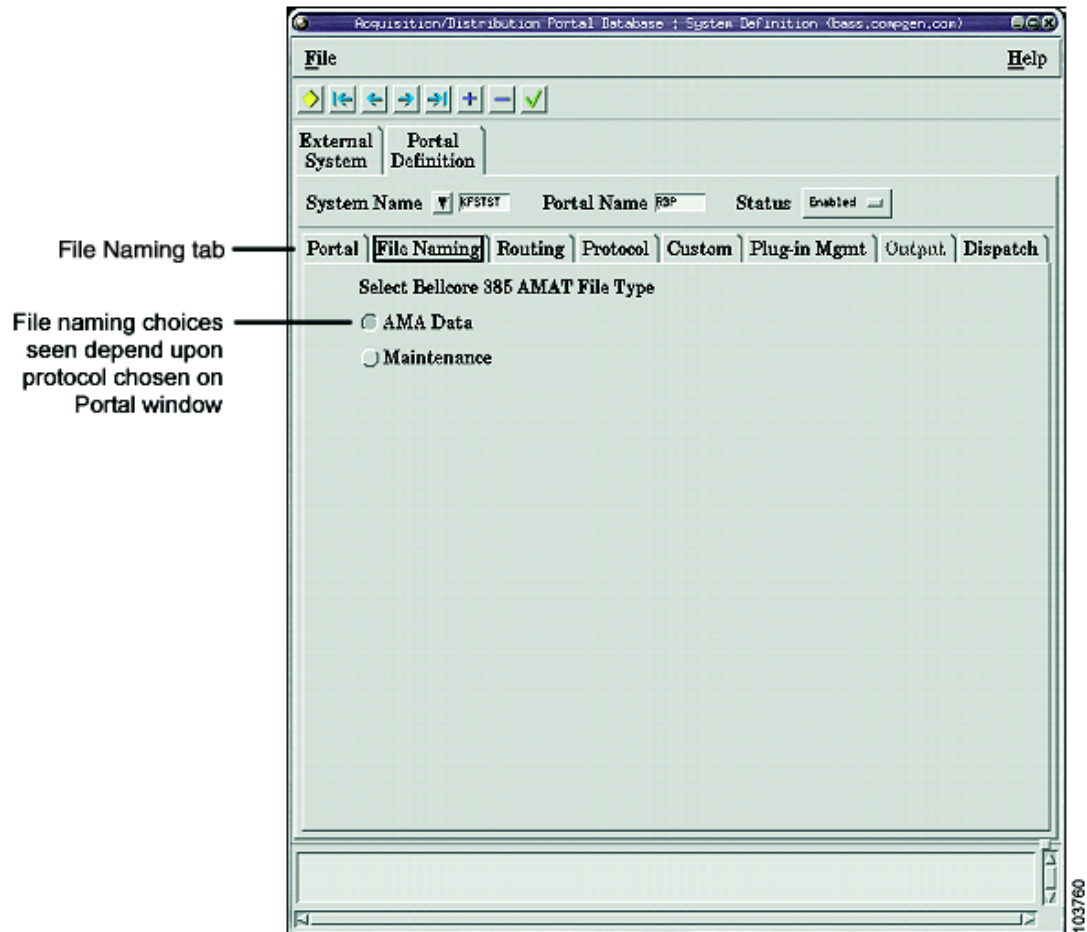 Acquisition/Distribution Portal Database : System Definition (bass.compgen.com)
File Help
External System Portal Definition
System Name KFSTST Portal Name R3P Status Enabled
File Naming tab
Portal File Naming Routing Protocol Custom Plug-in Mgmt Output Dispatch
Select Bellcore 385 AMAT File Type
File naming choices
seen depend upon
protocol chosen on
Portal window
AMA Data
Maintenance
103760